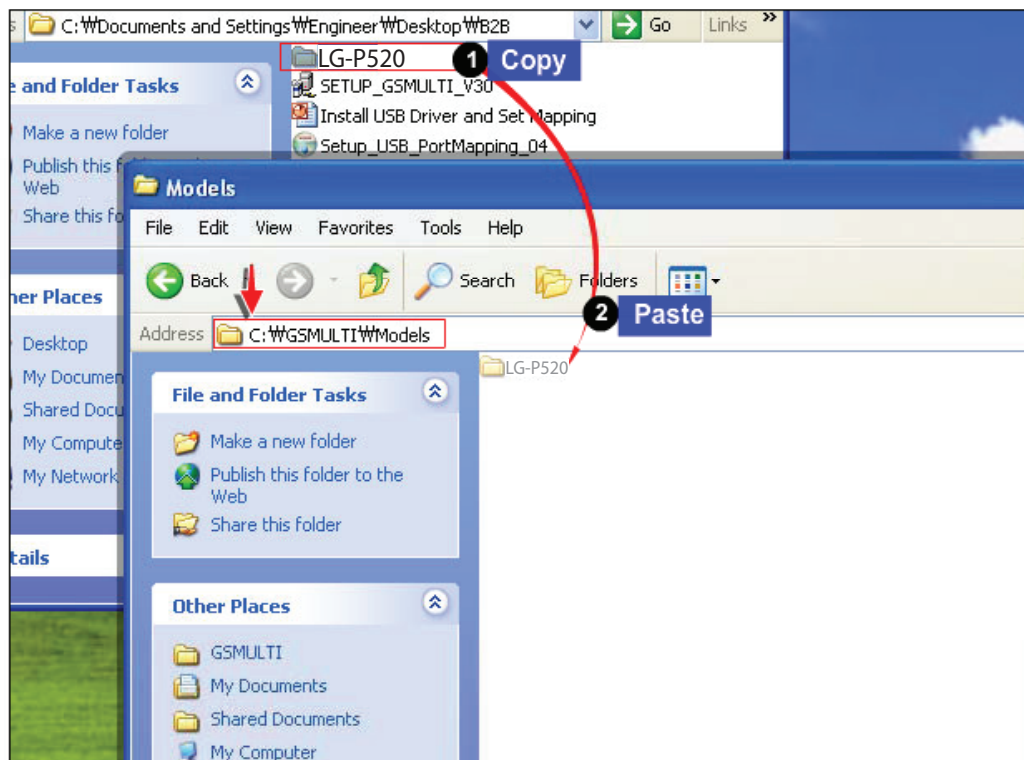 C:₩Documents and Settings₩Engineer₩Desktop₩B2B
Go
Links
LG-P520
1 Copy
SETUP_GSMULTI_V30
Install USB Driver and Set Mapping
Setup_USB_PortMapping_04
and Folder Tasks
Make a new folder
Publish this
Web
Share this
Other Places
Desktop
My Documen
Shared Docu
My Compute
My Network
tails
Models
File Edit View Favorites Tools Help
Back
Search
Folders
2 Paste
Address
C:₩GSMULTI₩Models
LG-P520
File and Folder Tasks
Make a new folder
Publish this folder to the
Web
Share this folder
Other Places
GSMULTI
My Documents
Shared Documents
My Computer